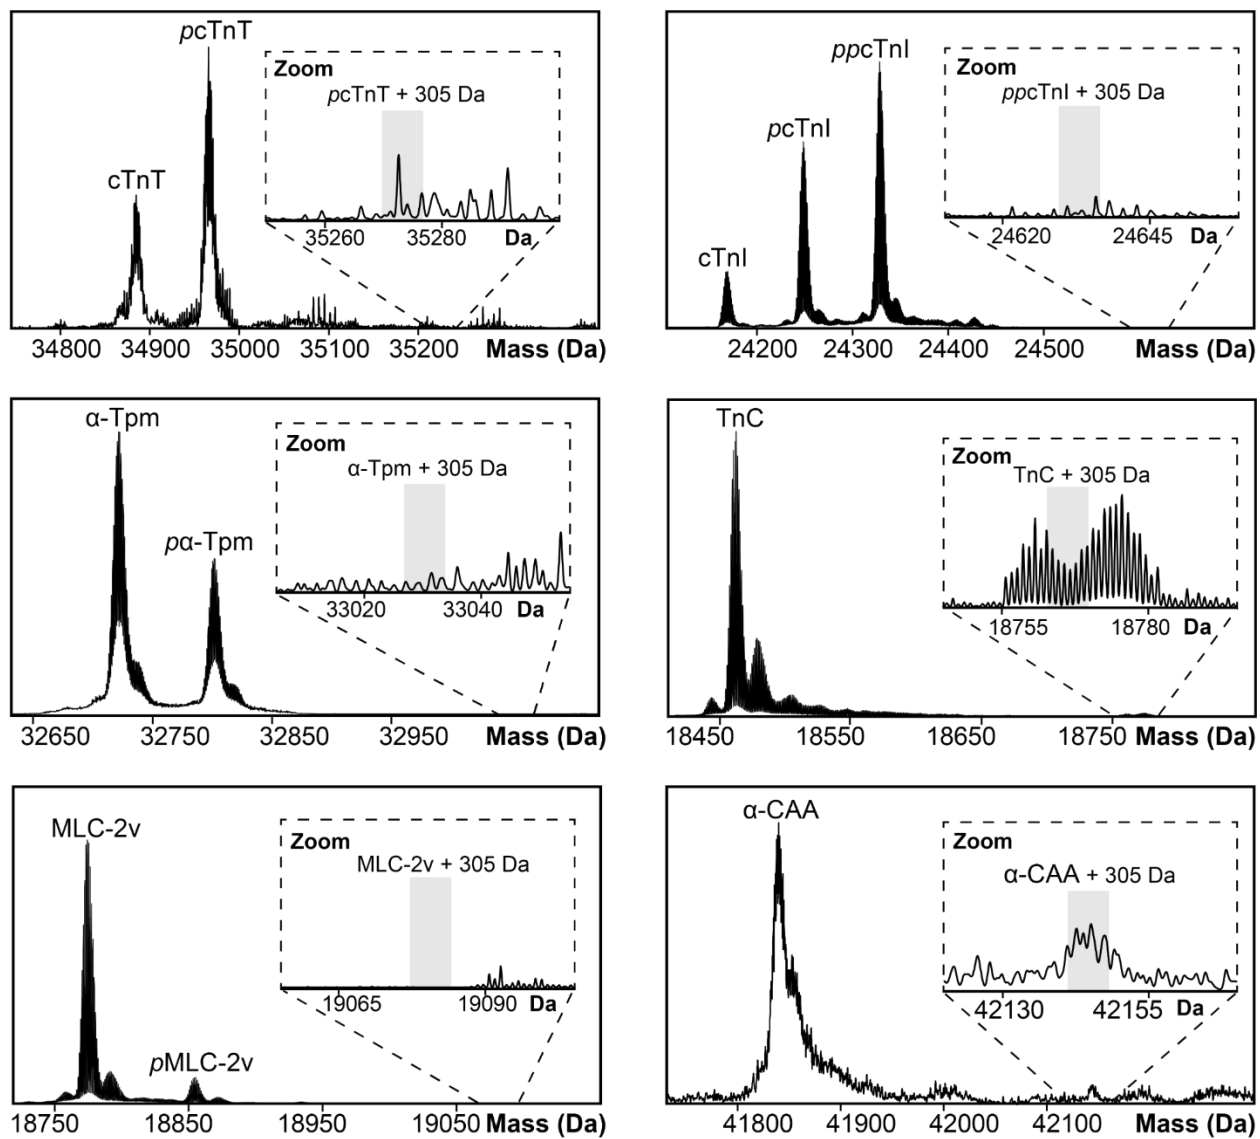 pcTnT
cTnT
Zoom
pcTnT + 305 Da
35260 35280 Da
34800 34900 35000 35100 35200 Mass (Da)
ppcTnI
pcTnI
cTnI
Zoom
ppcTnI + 305 Da
24620 24645 Da
24200 24300 24400 24500 Mass (Da)
α-Tpm
pα-Tpm
Zoom
α-Tpm + 305 Da
33020 33040 Da
32650 32750 32850 32950 Mass (Da)
TnC
Zoom
TnC + 305 Da
18755 18780 Da
18450 18550 18650 18750 Mass (Da)
MLC-2v
pMLC-2v
Zoom
MLC-2v + 305 Da
19065 19090 Da
18750 18850 18950 19050 Mass (Da)
α-CAA
Zoom
α-CAA + 305 Da
42130 42155 Da
41800 41900 42000 42100 Mass (Da)